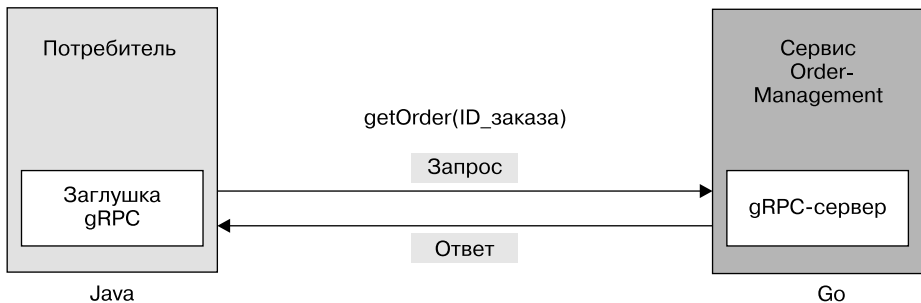 Потребитель
Сервис
Order-
Management
getOrder(ID_заказа)
Запрос
Заглушка
gRPC
gRPC-сервер
Ответ
Java
Go